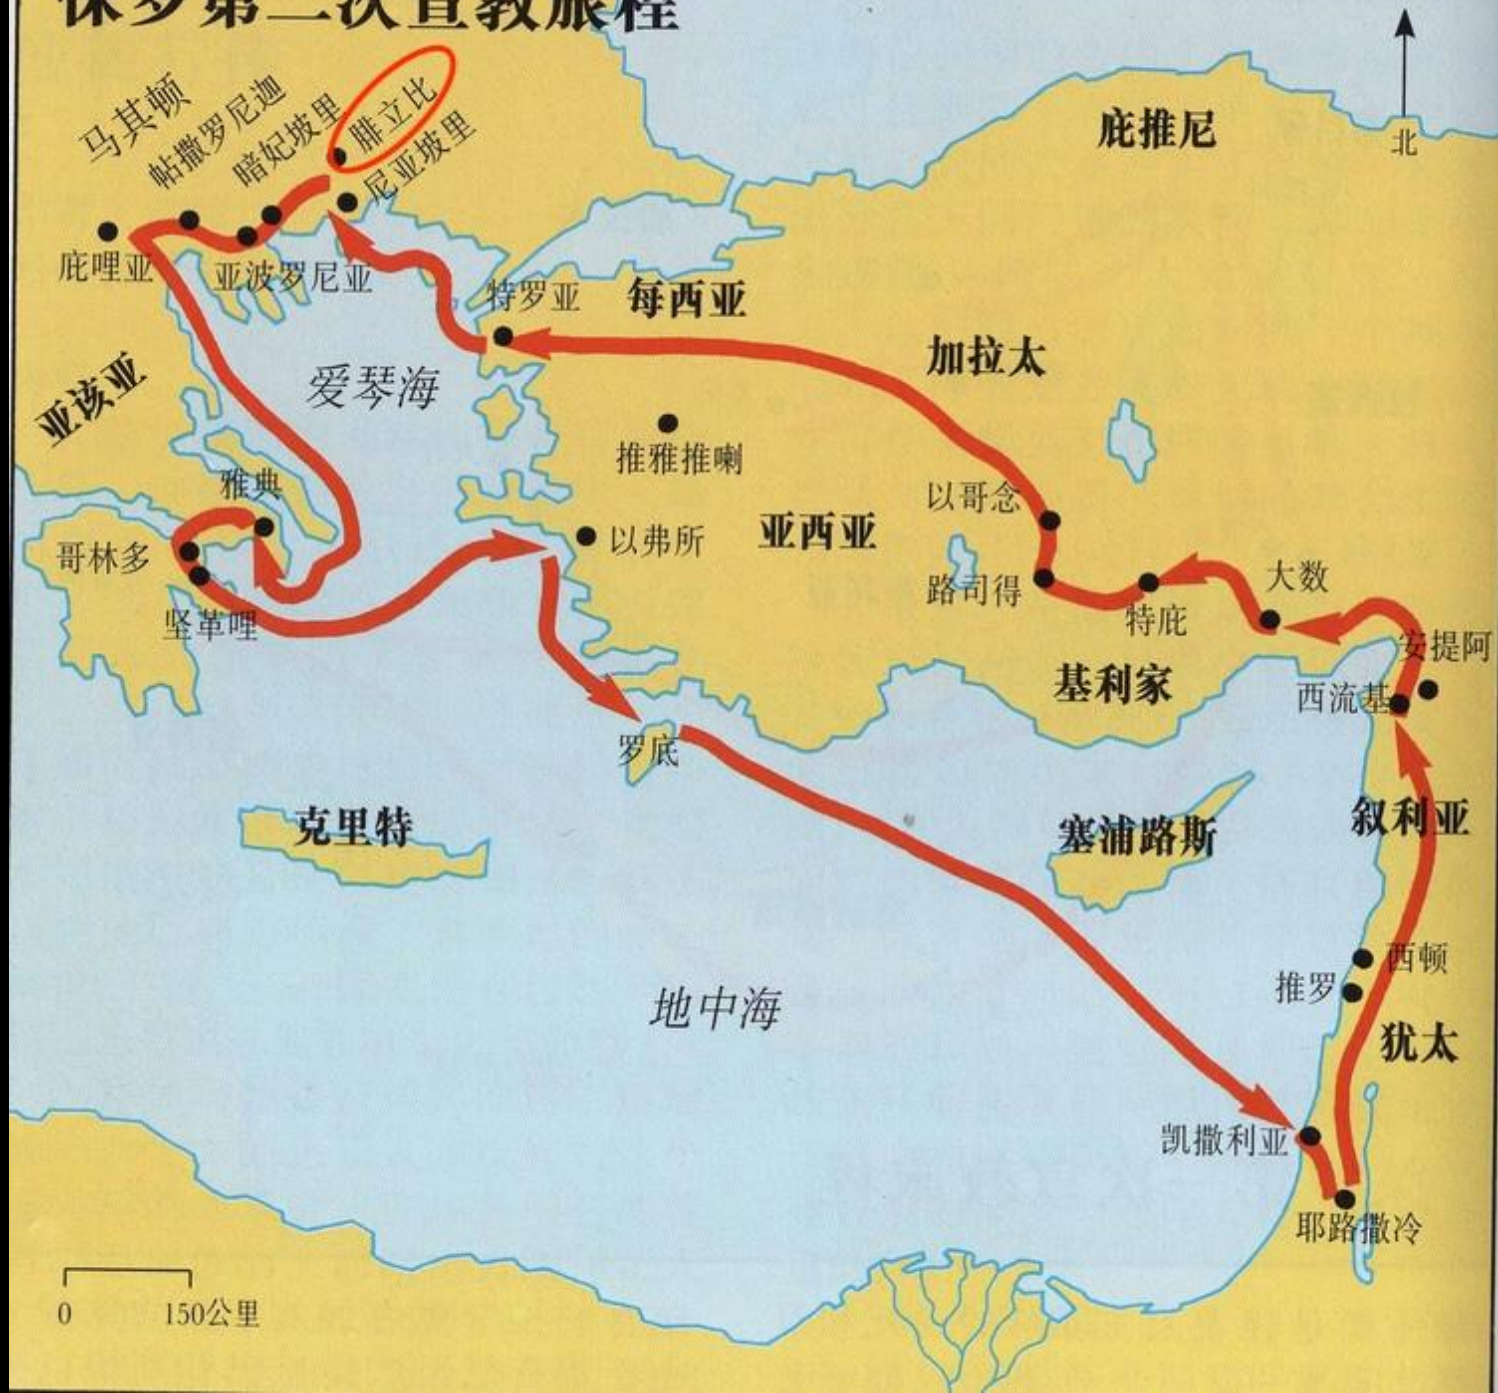 保罗第二次宣教旅程
马其顿
帖撒罗尼迦
暗妃坡里
腓立比
尼亚坡里
庇推尼
北
庇哩亚
亚波罗尼亚
特罗亚
每西亚
加拉太
亚该亚
爱琴海
推雅推喇
雅典
以哥念
哥林多
以弗所
亚西亚
路司得
特庇
大数
坚革哩
安提阿
基利家
西流基
罗底
克里特
塞浦路斯
叙利亚
西顿
推罗
地中海
犹太
凯撒利亚
耶路撒冷
0 150公里